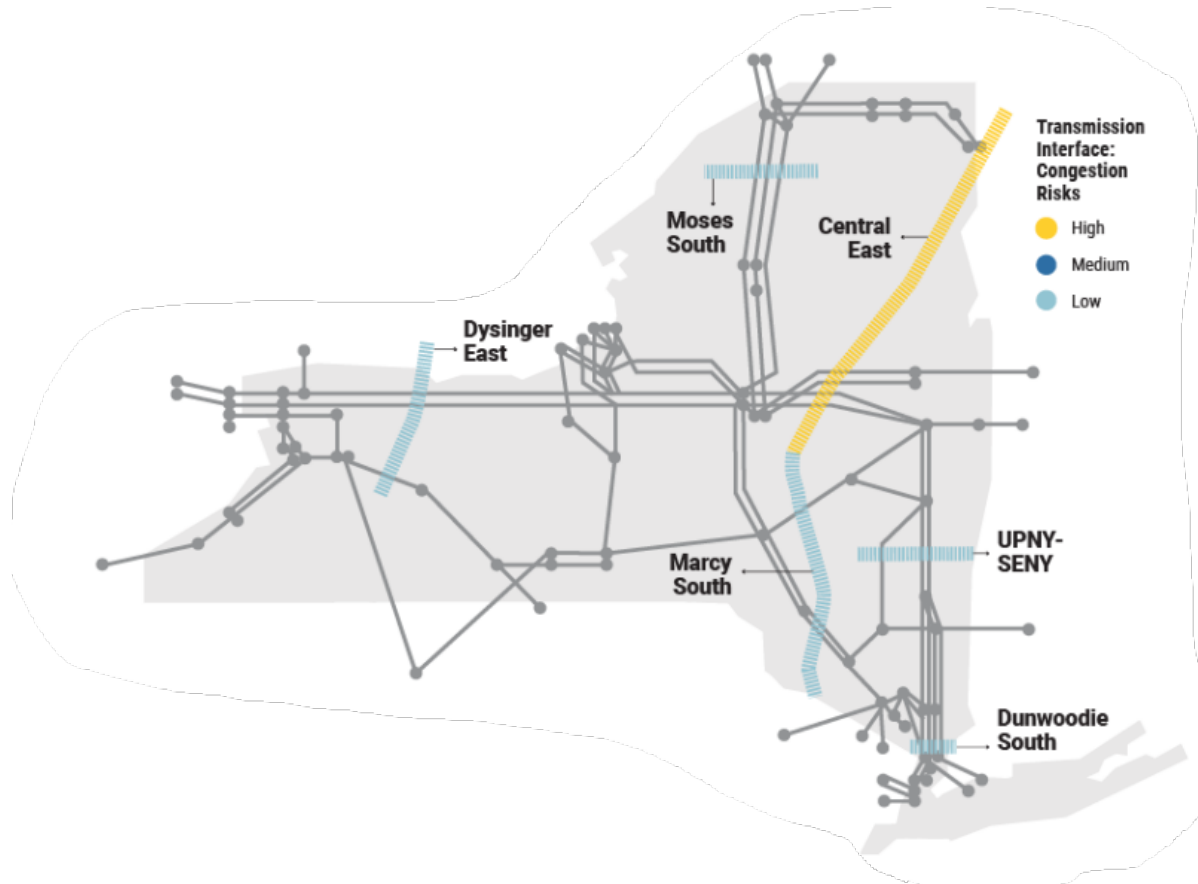 Transmission
Interface:
Congestion
Risks
High
Medium
Low
Moses
South
Central
East
Dysinger
East
Marcy
South
UPNY-
SENY
Dunwoodie
South